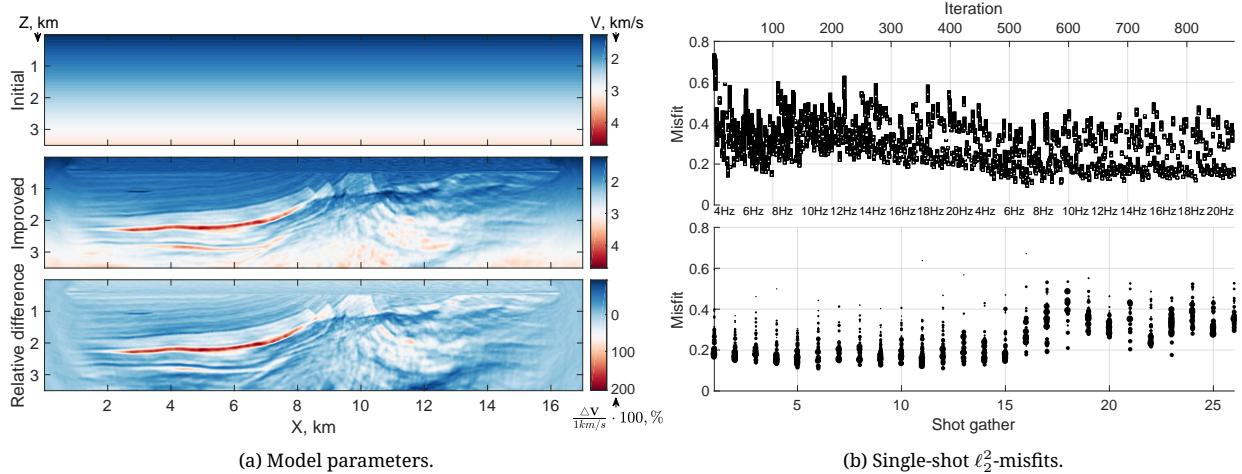 Z, km
V, km/s
Initial
1
2
3
2
3
4
Improved
1
2
3
2
3
4
Relative difference
1
2
3
0
100
200
2 4 6 8 10 12 14 16
X, km
△V/1km/s · 100, %
(a) Model parameters.
Iteration
100 200 300 400 500 600 700 800
Misfit
0.8
0.6
0.4
0.2
0
4Hz 6Hz 8Hz 10Hz 12Hz 14Hz 16Hz 18Hz 20Hz 4Hz 6Hz 8Hz 10Hz 12Hz 14Hz 16Hz 18Hz 20Hz
Misfit
0.8
0.6
0.4
0.2
0
5 10 15 20 25
Shot gather
(b) Single-shot ℓ₂²-misfits.